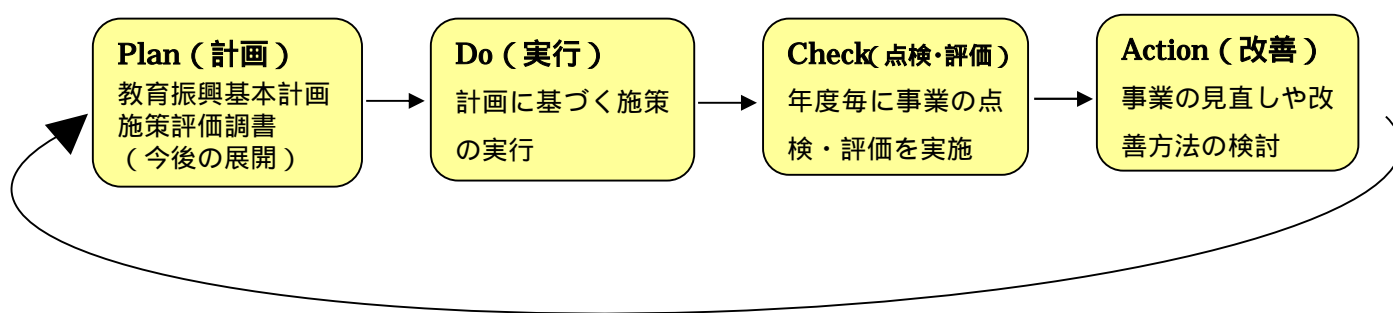 Plan（計画）
教育振興基本計画
施策評価調書
（今後の展開）
Do（実行）
計画に基づく施策
の実行
Check（点検・評価）
年度毎に事業の点
検・評価を実施
Action（改善）
事業の見直しや改
善方法の検討